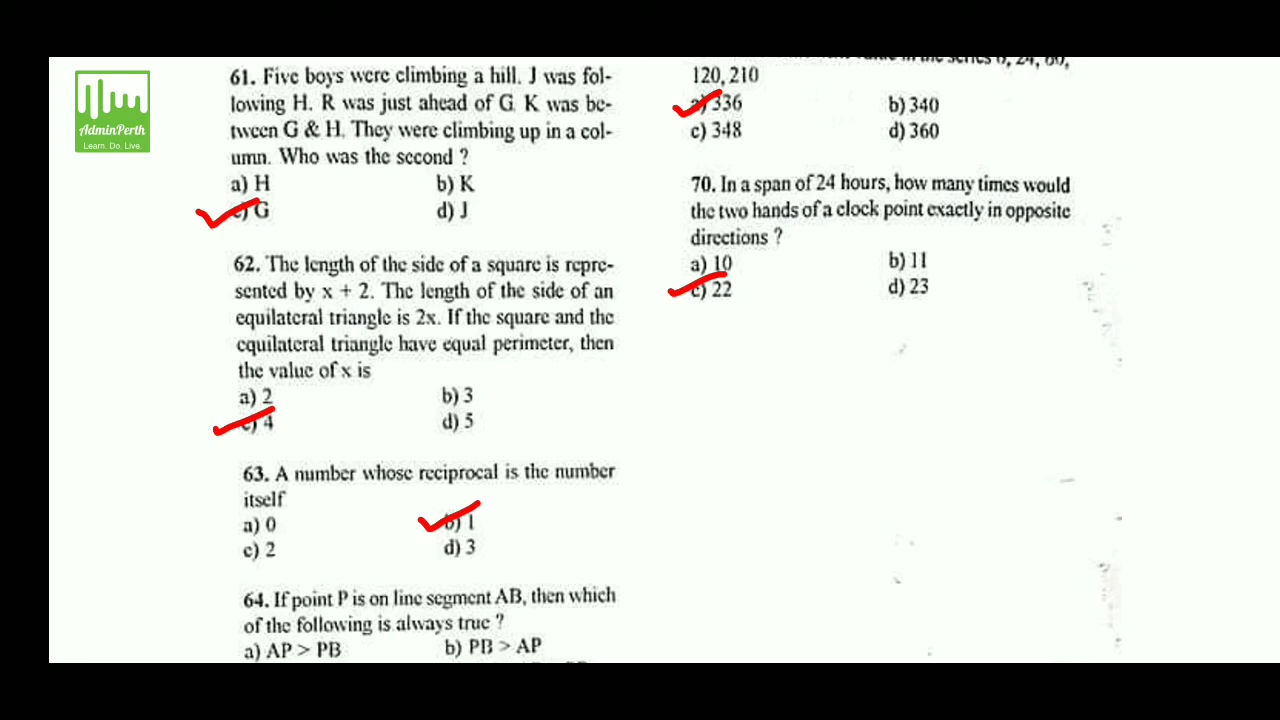 AdminPerth
Learn. Do. Live.
61. Five boys were climbing a hill. J was fol-
lowing H. R was just ahead of G. K was be-
tween G & H. They were climbing up in a col-
umn. Who was the second ?
a) H b) K
c) G d) J
62. The length of the side of a square is repre-
sented by x + 2. The length of the side of an
equilateral triangle is 2x. If the square and the
equilateral triangle have equal perimeter, then
the value of x is
a) 2 b) 3
c) 4 d) 5
63. A number whose reciprocal is the number
itself
a) 0 b) 1
c) 2 d) 3
64. If point P is on line segment AB, then which
of the following is always true ?
a) AP > PB b) PB > AP
in the series 6, 24, 60,
120, 210
a) 336 b) 340
c) 348 d) 360
70. In a span of 24 hours, how many times would
the two hands of a clock point exactly in opposite
directions ?
a) 10 b) 11
c) 22 d) 23